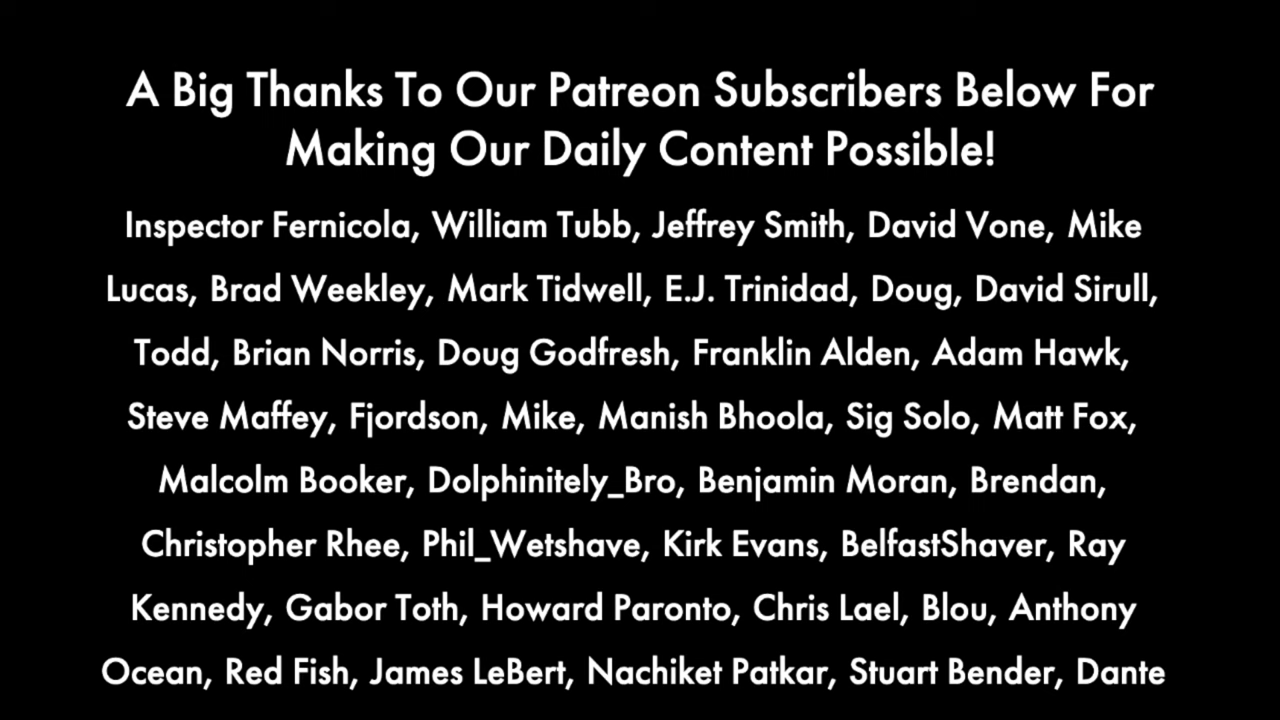 A Big Thanks To Our Patreon Subscribers Below For
Making Our Daily Content Possible!
Inspector Fernicola, William Tubb, Jeffrey Smith, David Vone, Mike
Lucas, Brad Weekley, Mark Tidwell, E.J. Trinidad, Doug, David Sirull,
Todd, Brian Norris, Doug Godfresh, Franklin Alden, Adam Hawk,
Steve Maffey, Fjordson, Mike, Manish Bhoola, Sig Solo, Matt Fox,
Malcolm Booker, Dolphinitely_Bro, Benjamin Moran, Brendan,
Christopher Rhee, Phil_Wetshave, Kirk Evans, BelfastShaver, Ray
Kennedy, Gabor Toth, Howard Paronto, Chris Lael, Blou, Anthony
Ocean, Red Fish, James LeBert, Nachiket Patkar, Stuart Bender, Dante